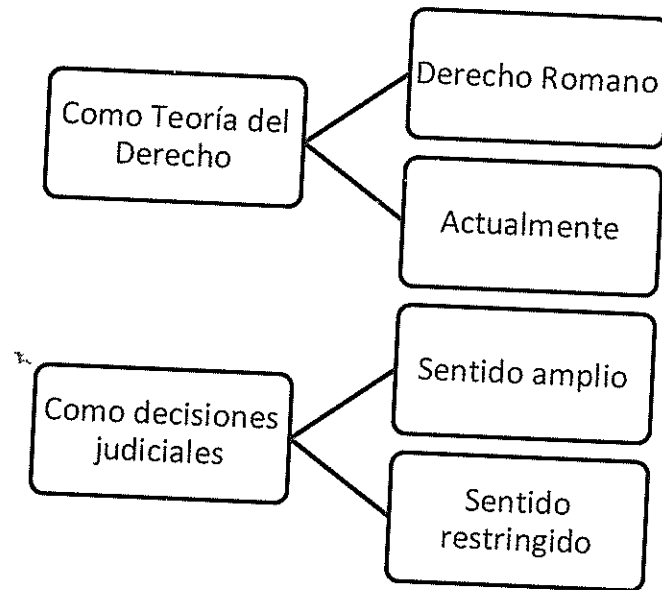 Como Teoría del
Derecho
Derecho Romano
Actualmente
Como decisiones
judiciales
Sentido amplio
Sentido
restringido